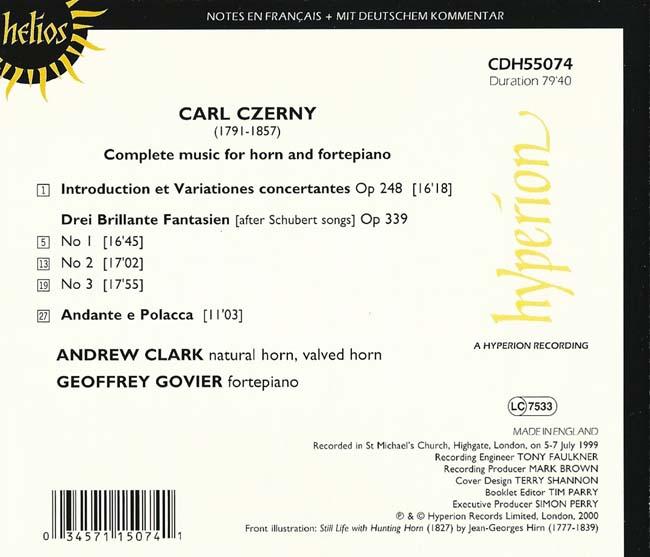 helios
NOTES EN FRANÇAIS + MIT DEUTSCHEM KOMMENTAR
CDH55074
Duration 79'40
CARL CZERNY
(1791-1857)
Complete music for horn and fortepiano
1 Introduction et Variationes concertantes Op 248 [16'18]
Drei Brillante Fantasien [after Schubert songs] Op 339
5 No 1 [16'45]
13 No 2 [17'02]
19 No 3 [17'55]
27 Andante e Polacca [11'03]
hyperion
A HYPERION RECORDING
ANDREW CLARK natural horn, valved horn
GEOFFREY GOVIER fortepiano
LC 7533
MADE IN ENGLAND
Recorded in St Michael's Church, Highgate, London, on 5-7 July 1999
Recording Engineer TONY FAULKNER
Recording Producer MARK BROWN
Cover Design TERRY SHANNON
Booklet Editor TIM PARRY
Executive Producer SIMON PERRY
℗ & © Hyperion Records Limited, London, 2000
Front illustration: Still Life with Hunting Horn (1827) by Jean-Georges Hirn (1777-1839)
0 34571 15074 1